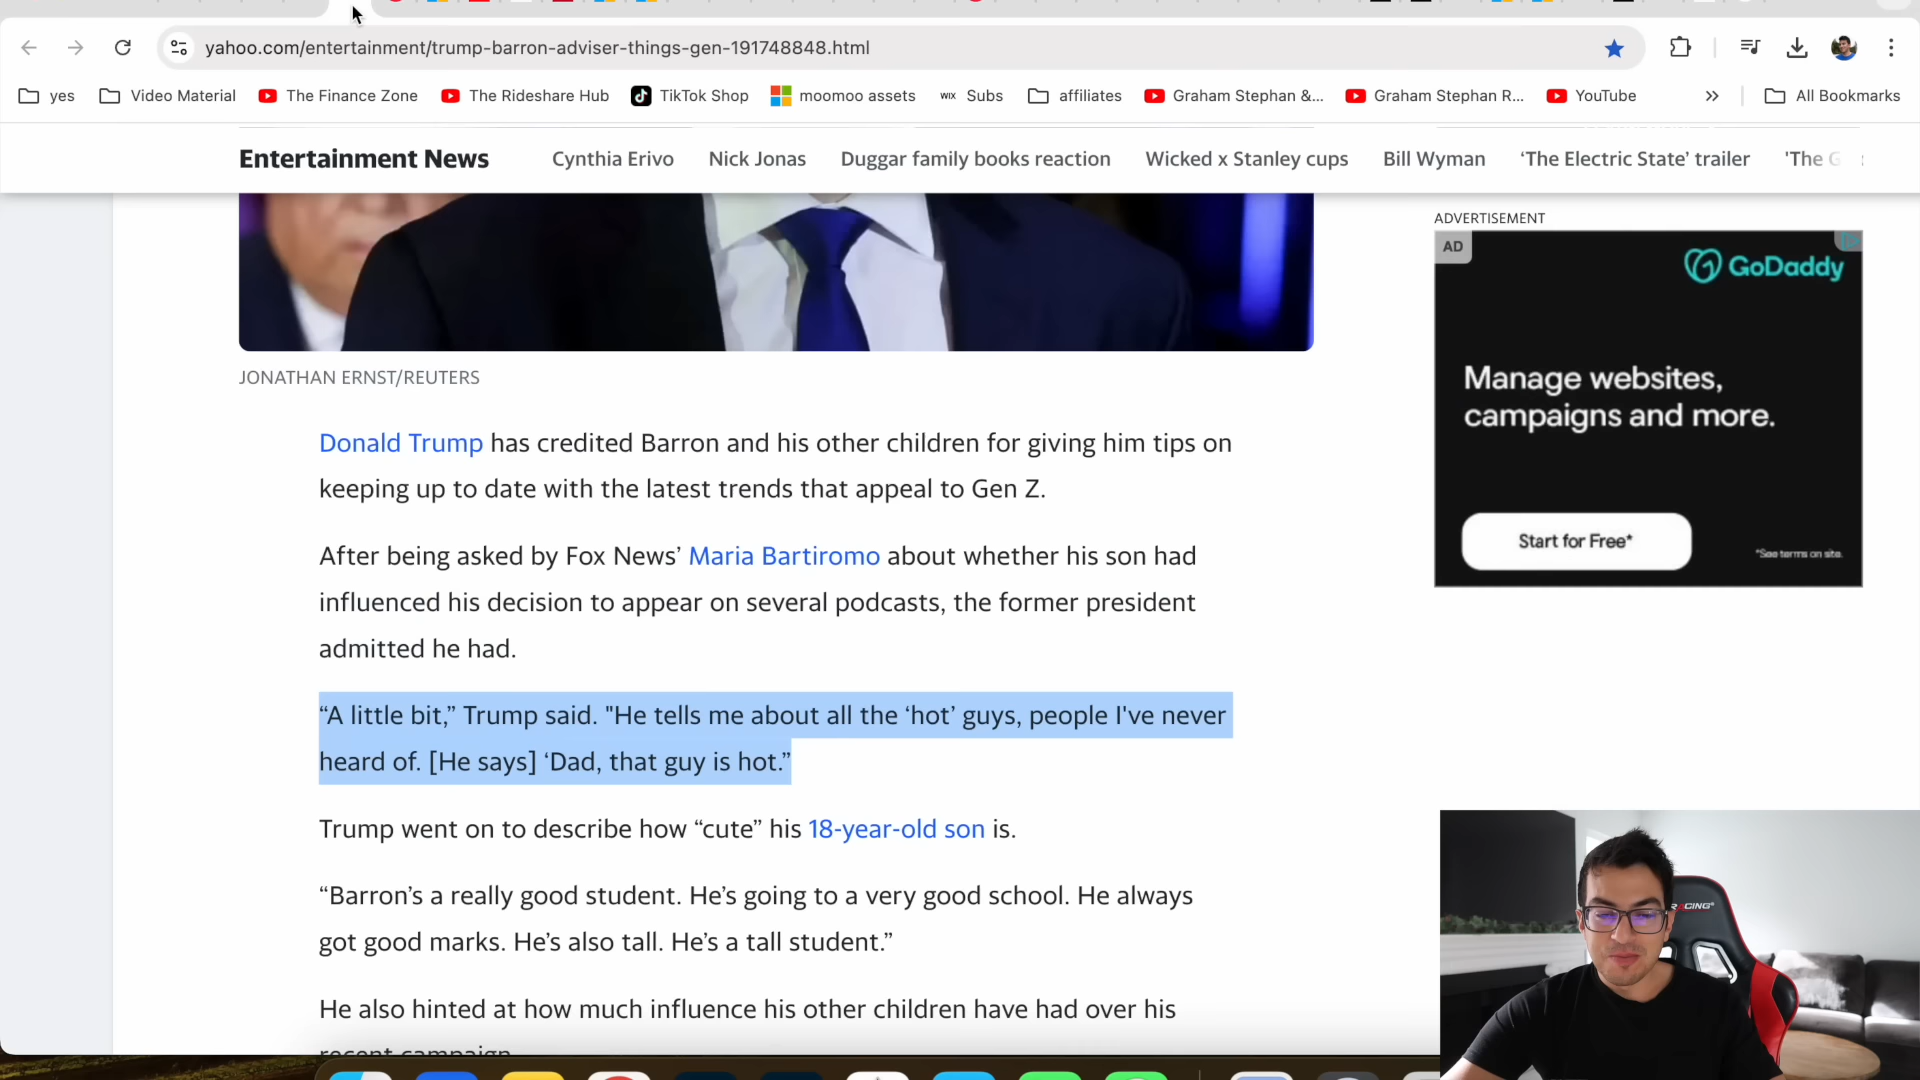 yahoo.com/entertainment/trump-barron-adviser-things-gen-191748848.html
yes Video Material The Finance Zone The Rideshare Hub TikTok Shop moomoo assets WIX Subs affiliates Graham Stephan &... Graham Stephan R... YouTube » All Bookmarks
Entertainment News Cynthia Erivo Nick Jonas Duggar family books reaction Wicked x Stanley cups Bill Wyman ‘The Electric State’ trailer 'The G
ADVERTISEMENT
AD
GoDaddy
Manage websites,
campaigns and more.
Start for Free*
*See terms on site.
JONATHAN ERNST/REUTERS
Donald Trump has credited Barron and his other children for giving him tips on
keeping up to date with the latest trends that appeal to Gen Z.
After being asked by Fox News’ Maria Bartiromo about whether his son had
influenced his decision to appear on several podcasts, the former president
admitted he had.
“A little bit,” Trump said. "He tells me about all the ‘hot’ guys, people I've never
heard of. [He says] ‘Dad, that guy is hot.”
Trump went on to describe how “cute” his 18-year-old son is.
“Barron’s a really good student. He’s going to a very good school. He always
got good marks. He’s also tall. He’s a tall student.”
He also hinted at how much influence his other children have had over his
recent campaign
RACING